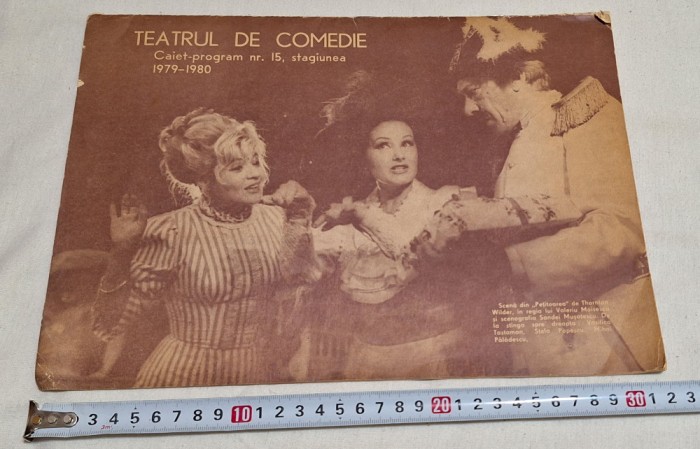 TEATRUL DE COMEDIE
Caiet-program nr. 15, stagiunea
1979-1980
Scenă din „Pețitoarea" de Thornton
Wilder, în regia lui Valeriu Moisescu
și scenografia Sandei Mușatescu. De
la stînga spre dreapta:
Tastaman, Stela Popescu,
Pălădescu.
3 4 5 6 7 8 9 10 1 2 3 4 5 6 7 8 9 20 1 2 3 4 5 6 7 8 9 30 1 2 3